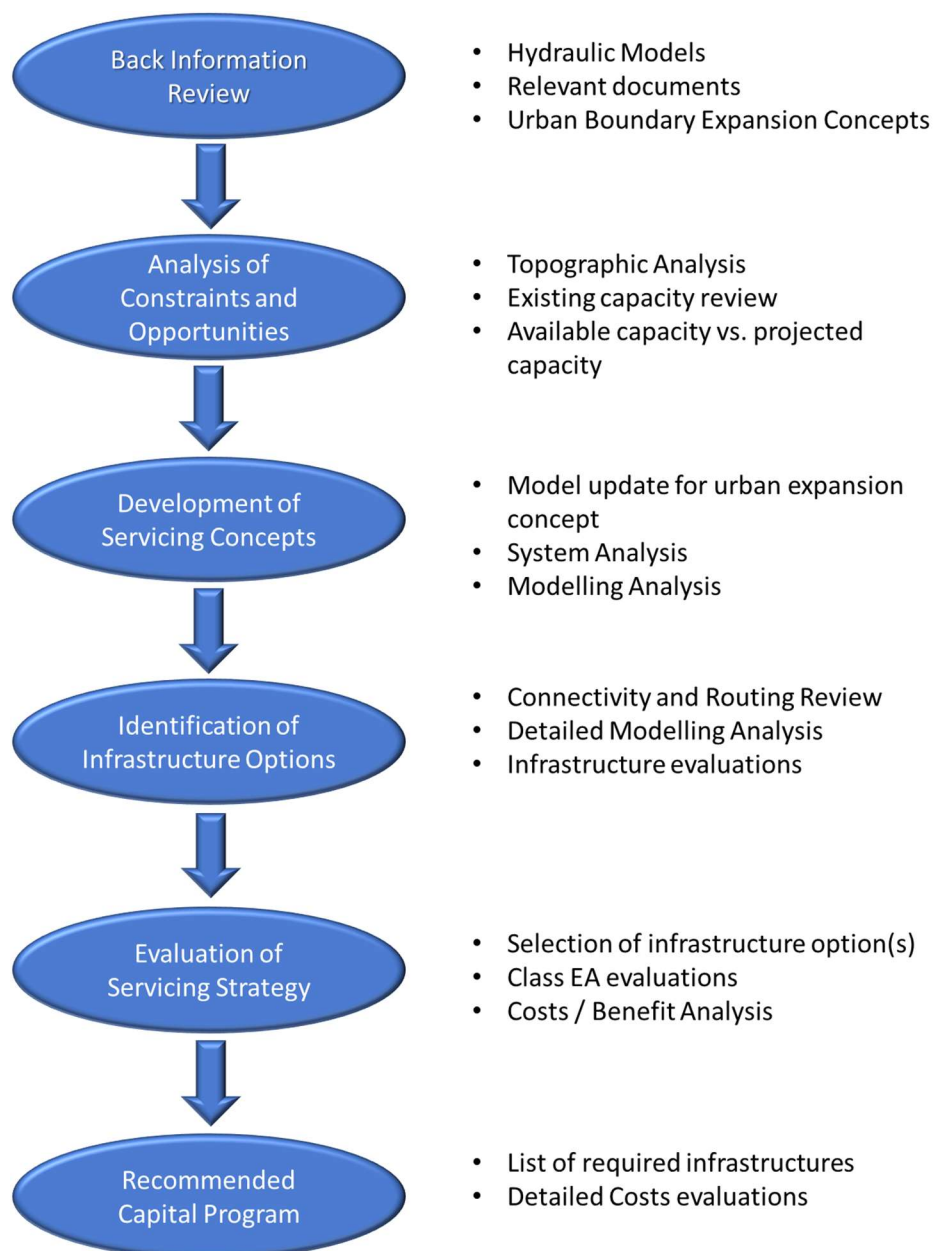 Back Information
Review
• Hydraulic Models
• Relevant documents
• Urban Boundary Expansion Concepts
Analysis of
Constraints and
Opportunities
• Topographic Analysis
• Existing capacity review
• Available capacity vs. projected
capacity
Development of
Servicing Concepts
• Model update for urban expansion
concept
• System Analysis
• Modelling Analysis
Identification of
Infrastructure Options
• Connectivity and Routing Review
• Detailed Modelling Analysis
• Infrastructure evaluations
Evaluation of
Servicing Strategy
• Selection of infrastructure option(s)
• Class EA evaluations
• Costs / Benefit Analysis
Recommended
Capital Program
• List of required infrastructures
• Detailed Costs evaluations